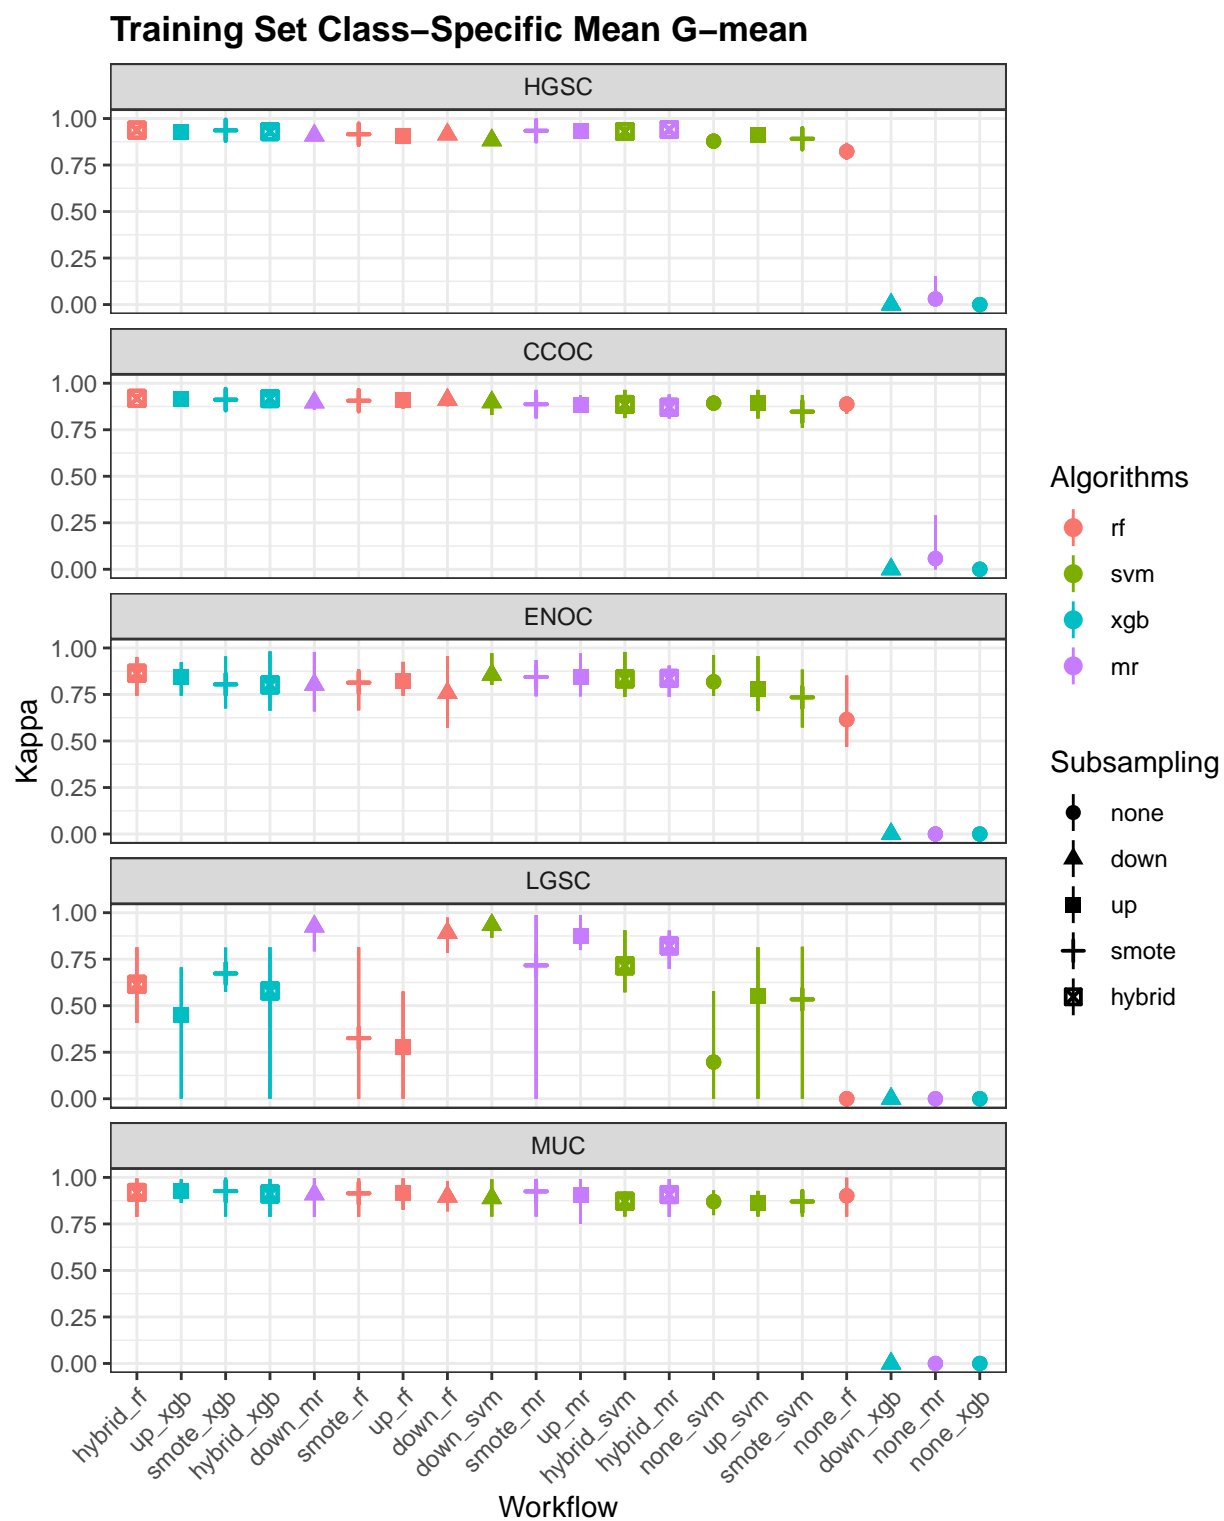 Training Set Class−Specific Mean G−mean
HGSC
1.00
0.75
0.50
0.25
0.00
CCOC
1.00
0.75
0.50
0.25
0.00
ENOC
1.00
0.75
0.50
0.25
0.00
LGSC
1.00
0.75
0.50
0.25
0.00
MUC
1.00
0.75
0.50
0.25
0.00
Kappa
hybrid_rf
up_xgb
smote_xgb
hybrid_xgb
down_mr
smote_rf
up_rf
down_rf
down_svm
smote_mr
up_mr
hybrid_svm
hybrid_mr
none_svm
up_svm
smote_svm
none_rf
down_xgb
none_mr
none_xgb
Workflow
Algorithms
rf
svm
xgb
mr
Subsampling
none
down
up
smote
hybrid